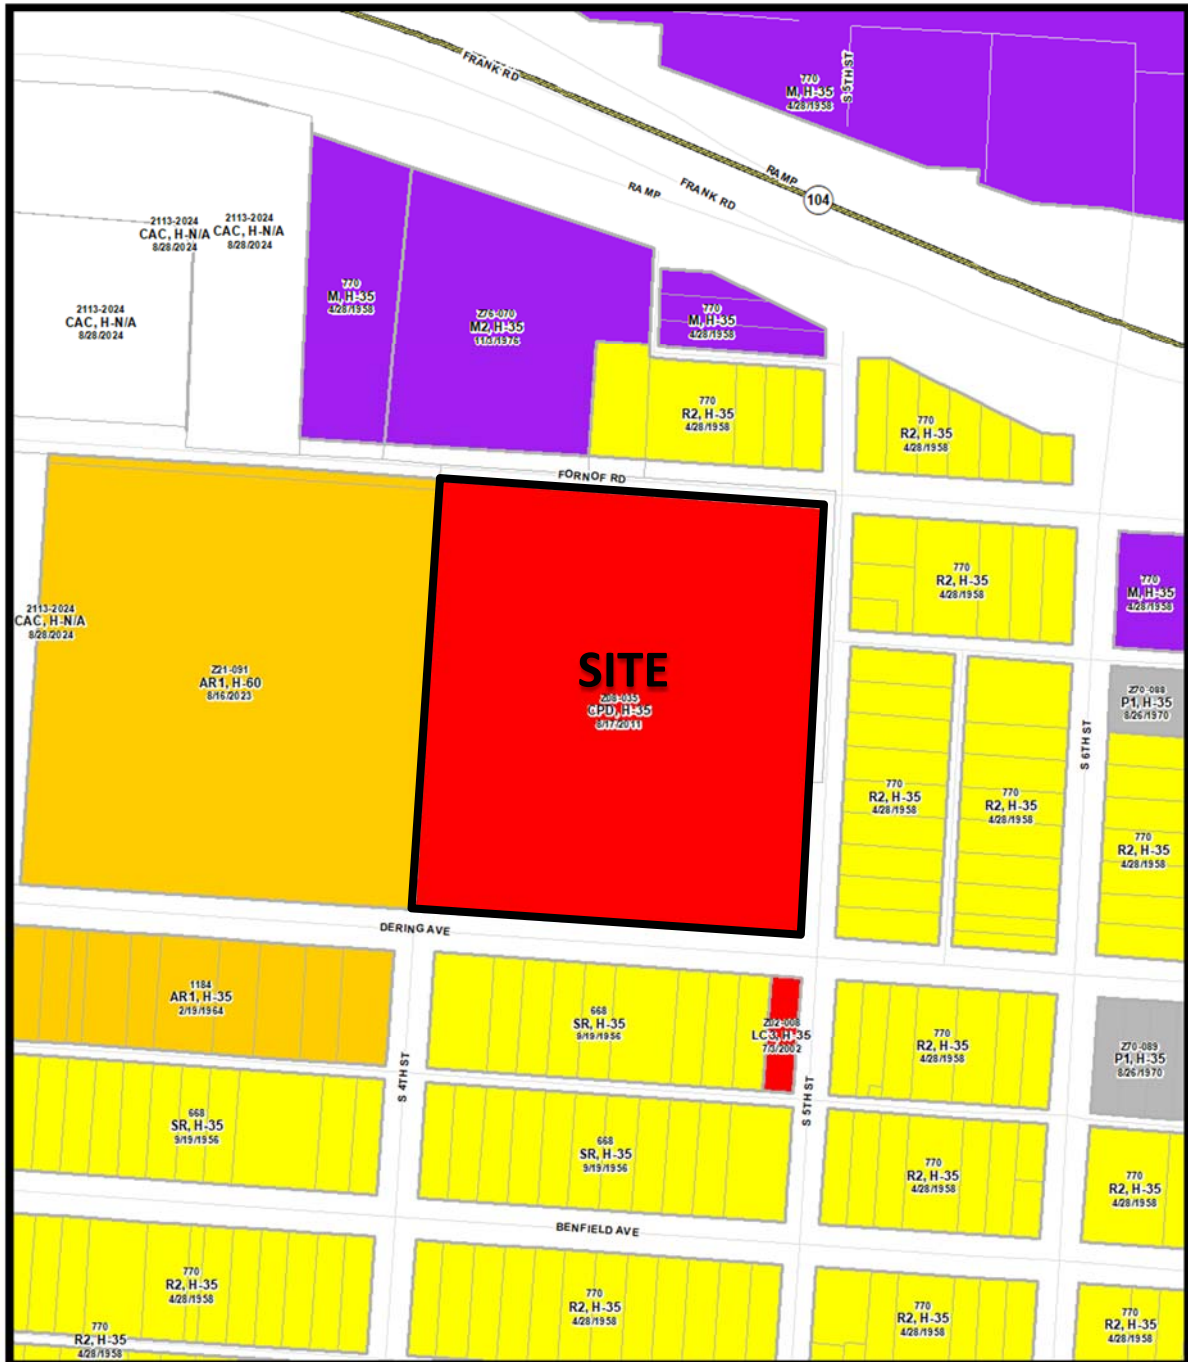 FRANK RD
770
M, H-35
4/28/1958
S 5TH ST
RAMP
FRANK RD
RAMP
104
2113-2024
CAC, H-N/A
8/28/2024
2113-2024
CAC, H-N/A
8/28/2024
2113-2024
CAC, H-N/A
8/28/2024
770
M, H-35
4/28/1958
Z76-070
M2, H-35
11/3/1976
770
M, H-35
4/28/1958
770
R2, H-35
4/28/1958
770
R2, H-35
4/28/1958
FORNOF RD
770
R2, H-35
4/28/1958
770
M, H-35
4/28/1958
2113-2024
CAC, H-N/A
8/28/2024
Z21-091
AR1, H-60
8/16/2023
SITE
Z08-035
CPD, H-35
8/17/2011
Z70-088
P1, H-35
8/26/1970
S 6TH ST
770
R2, H-35
4/28/1958
770
R2, H-35
4/28/1958
770
R2, H-35
4/28/1958
DERING AVE
1184
AR1, H-35
2/19/1964
668
SR, H-35
9/19/1956
Z02-008
LC3, H-35
7/3/2002
770
R2, H-35
4/28/1958
Z70-089
P1, H-35
8/26/1970
S 4TH ST
S 5TH ST
668
SR, H-35
9/19/1956
668
SR, H-35
9/19/1956
770
R2, H-35
4/28/1958
770
R2, H-35
4/28/1958
BENFIELD AVE
770
R2, H-35
4/28/1958
770
R2, H-35
4/28/1958
770
R2, H-35
4/28/1958
770
R2, H-35
4/28/1958
770
R2, H-35
4/28/1958